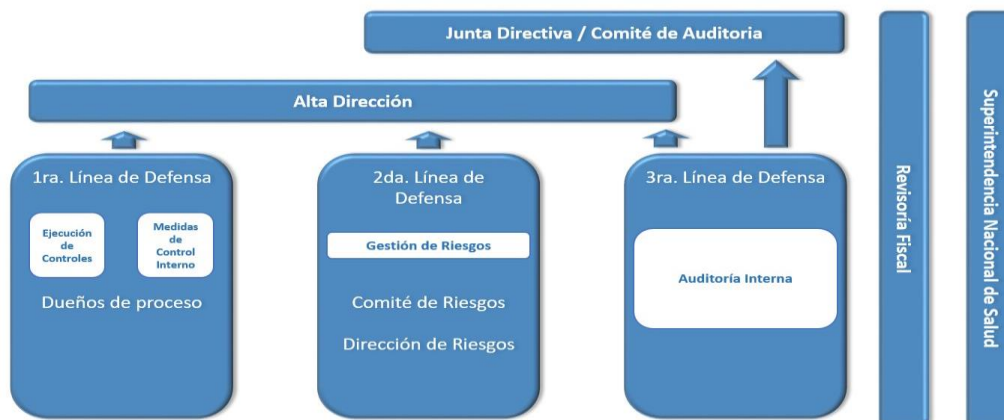 Junta Directiva / Comité de Auditoria
Alta Dirección
1ra. Línea de Defensa
Ejecución
de
Controles
Medidas
de
Control
Interno
Dueños de proceso
2da. Línea de
Defensa
Gestión de Riesgos
Comité de Riesgos
Dirección de Riesgos
3ra. Línea de Defensa
Auditoría Interna
Revisoría Fiscal
Superintendencia Nacional de Salud